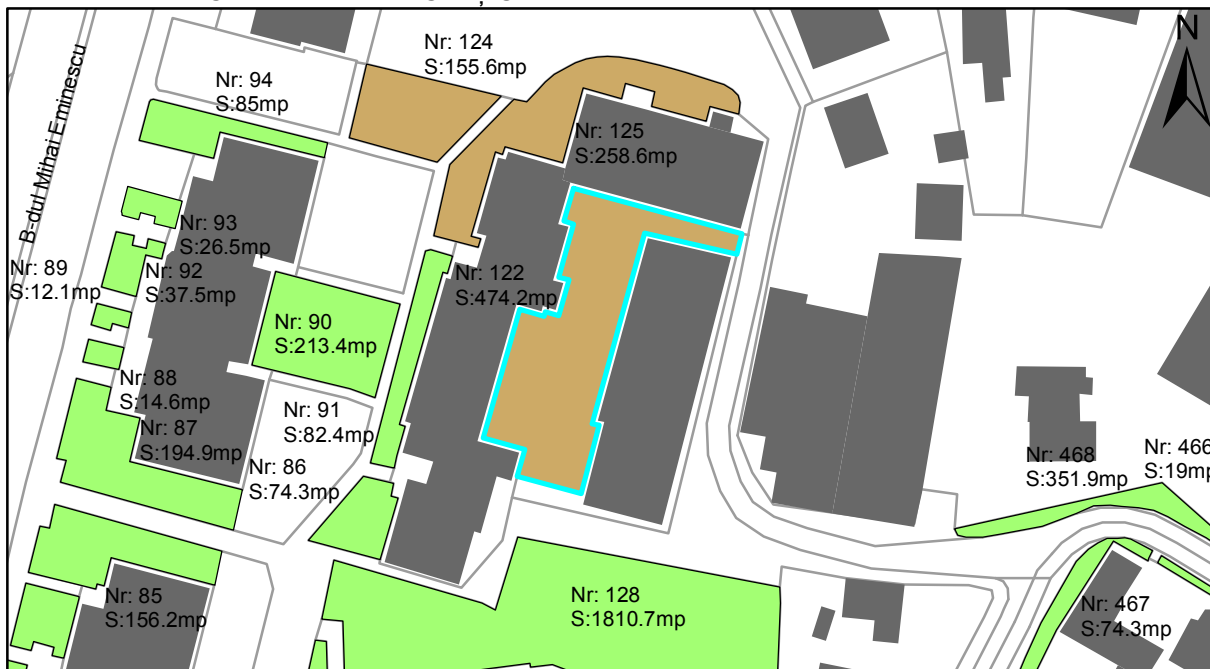 Nr: 124
S:155.6mp
N
Nr: 94
S:85mp
B-dul Mihai Eminescu
Nr: 125
S:258.6mp
Nr: 93
S:26.5mp
Nr: 89
S:12.1mp
Nr: 92
S:37.5mp
Nr: 122
S:474.2mp
Nr: 90
S:213.4mp
Nr: 88
S:14.6mp
Nr: 91
S:82.4mp
Nr: 87
S:194.9mp
Nr: 86
S:74.3mp
Nr: 468
S:351.9mp
Nr: 466
S:19mp
Nr: 85
S:156.2mp
Nr: 128
S:1810.7mp
Nr: 467
S:74.3mp